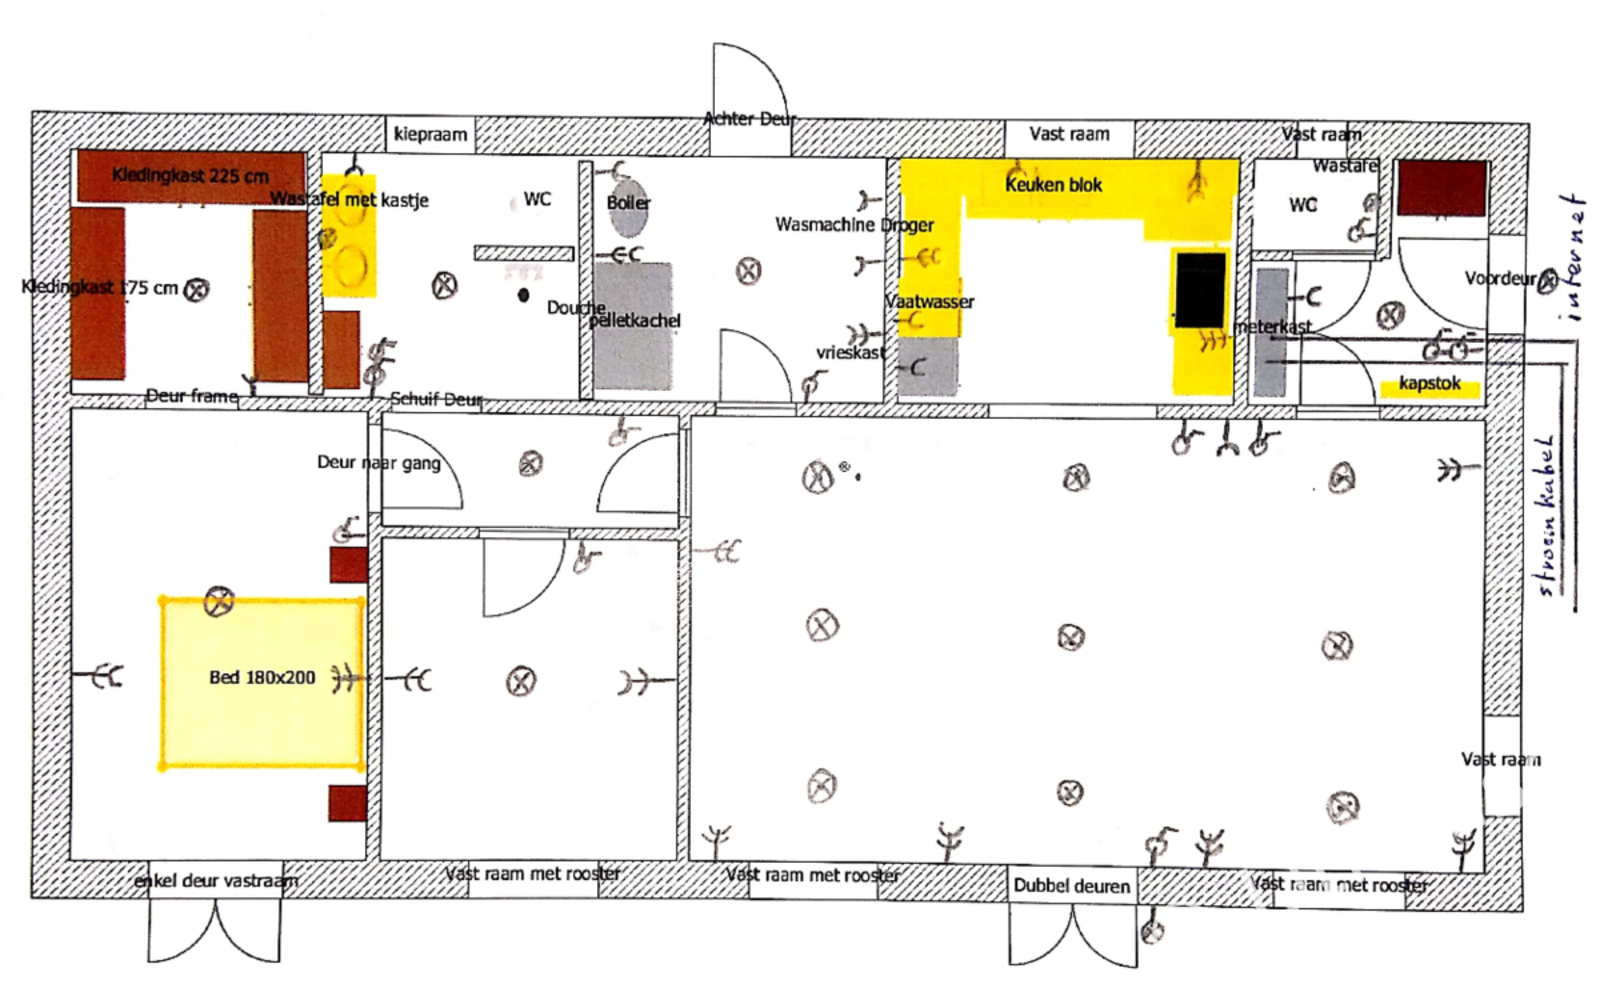 Achter Deur
kiepraam
Vast raam
Vast raam
Wastafe
Kledingkast 225 cm
Wastafel met kastje
WC
Boiler
Wasmachine Droger
Keuken blok
WC
internet
Kledingkast 175 cm
Douche
pelletkachel
Vaatwasser
vrieskast
meterkast
Voordeur
kapstok
Deur frame
Schuif Deur
Deur naar gang
stroomkabel
Bed 180x200
Vast raam
enkel deur vastraam
Vast raam met rooster
Vast raam met rooster
Dubbel deuren
Vast raam met rooster